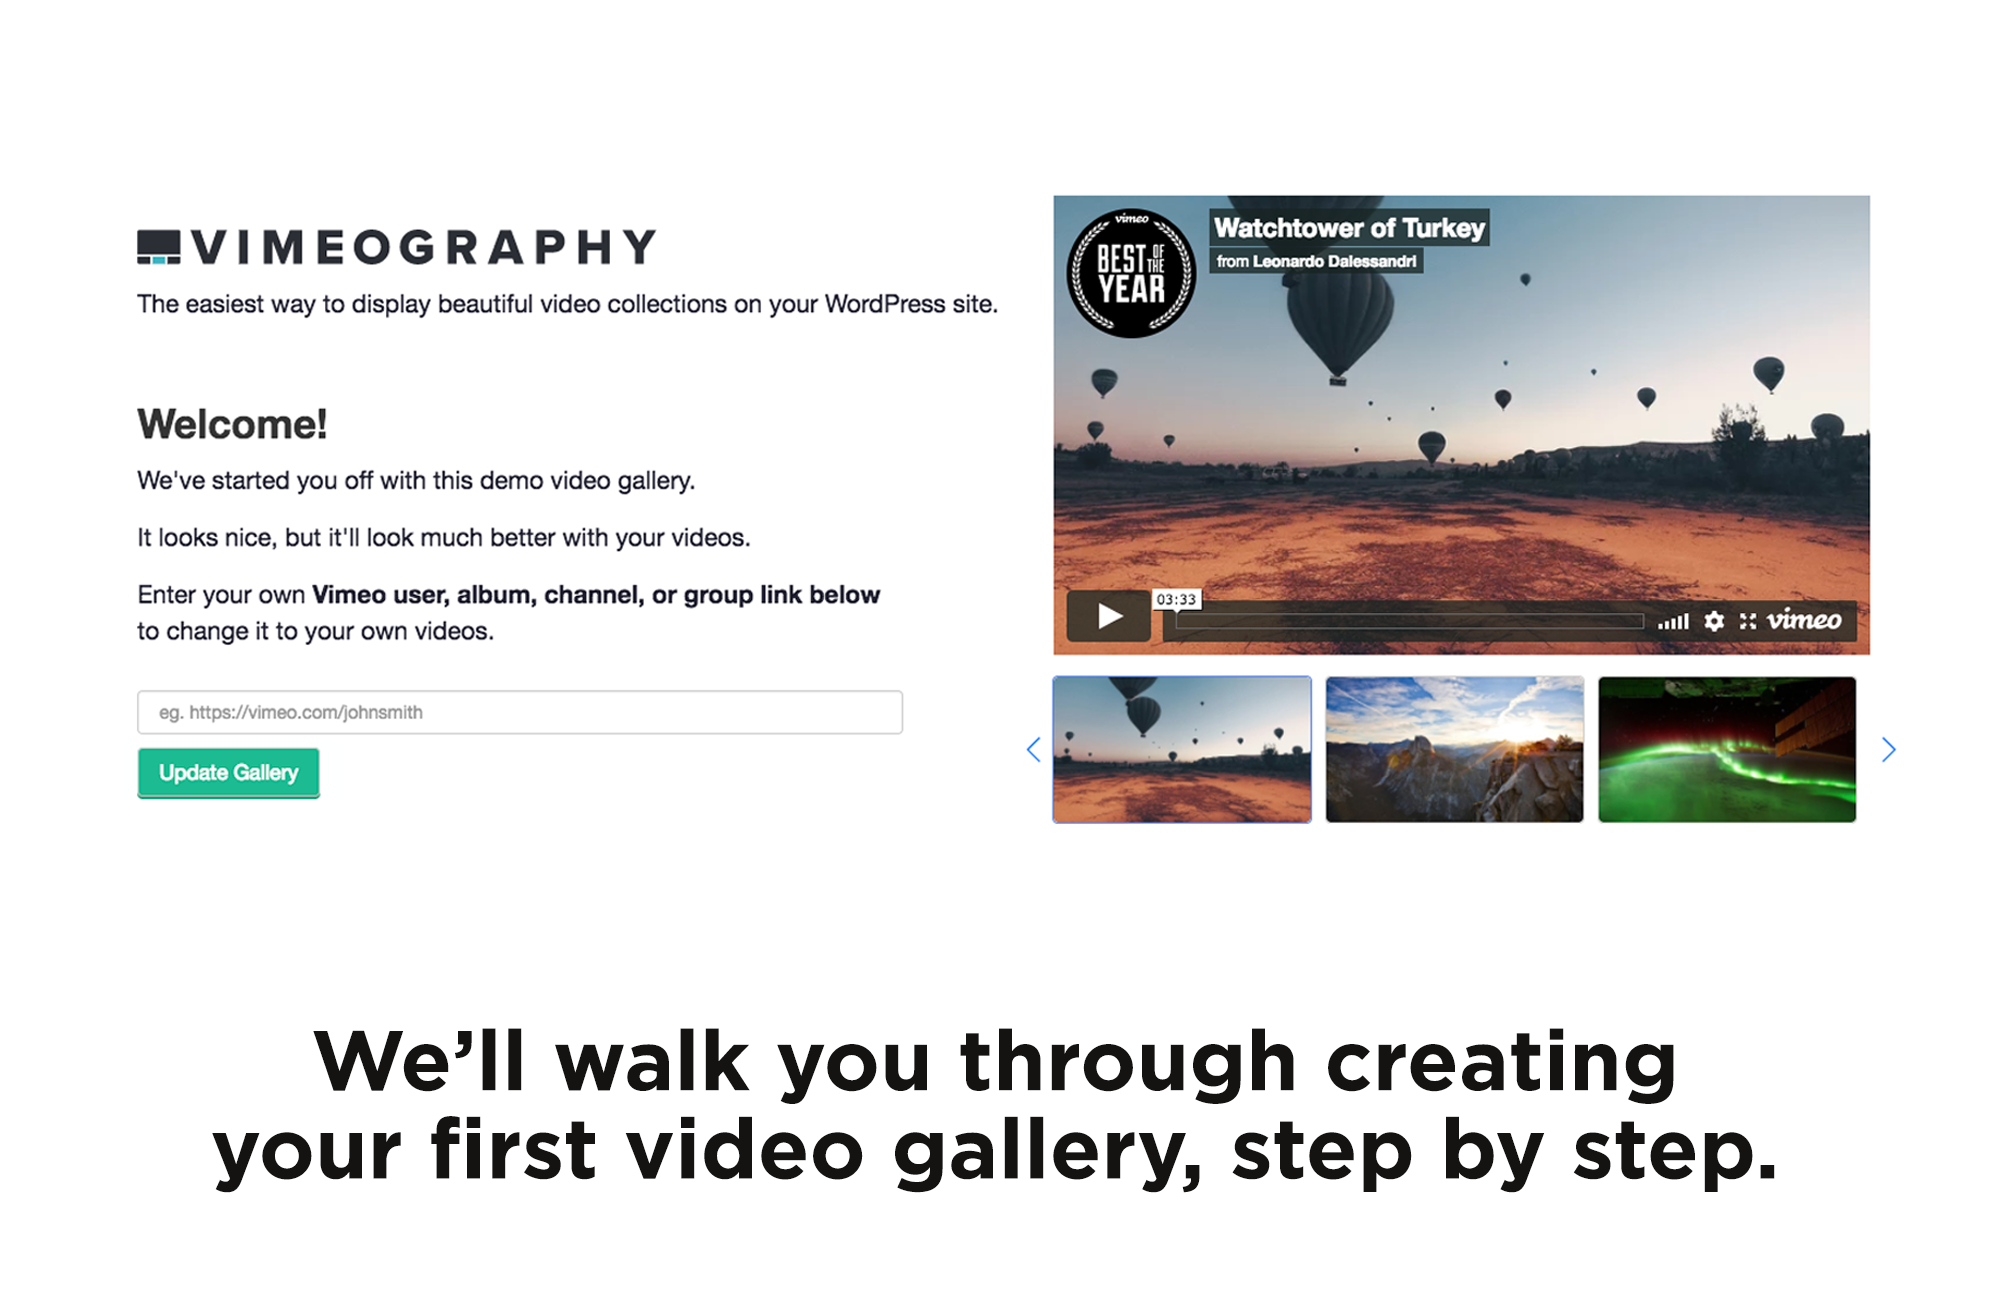 VIMEOGRAPHY
The easiest way to display beautiful video collections on your WordPress site.
Welcome!
We've started you off with this demo video gallery.
It looks nice, but it'll look much better with your videos.
Enter your own Vimeo user, album, channel, or group link below
to change it to your own videos.
eg. https://vimeo.com/johnsmith
Update Gallery
vimeo
BEST OF THE
YEAR
Watchtower of Turkey
from Leonardo Dalessandri
03:33
vimeo
We’ll walk you through creating
your first video gallery, step by step.